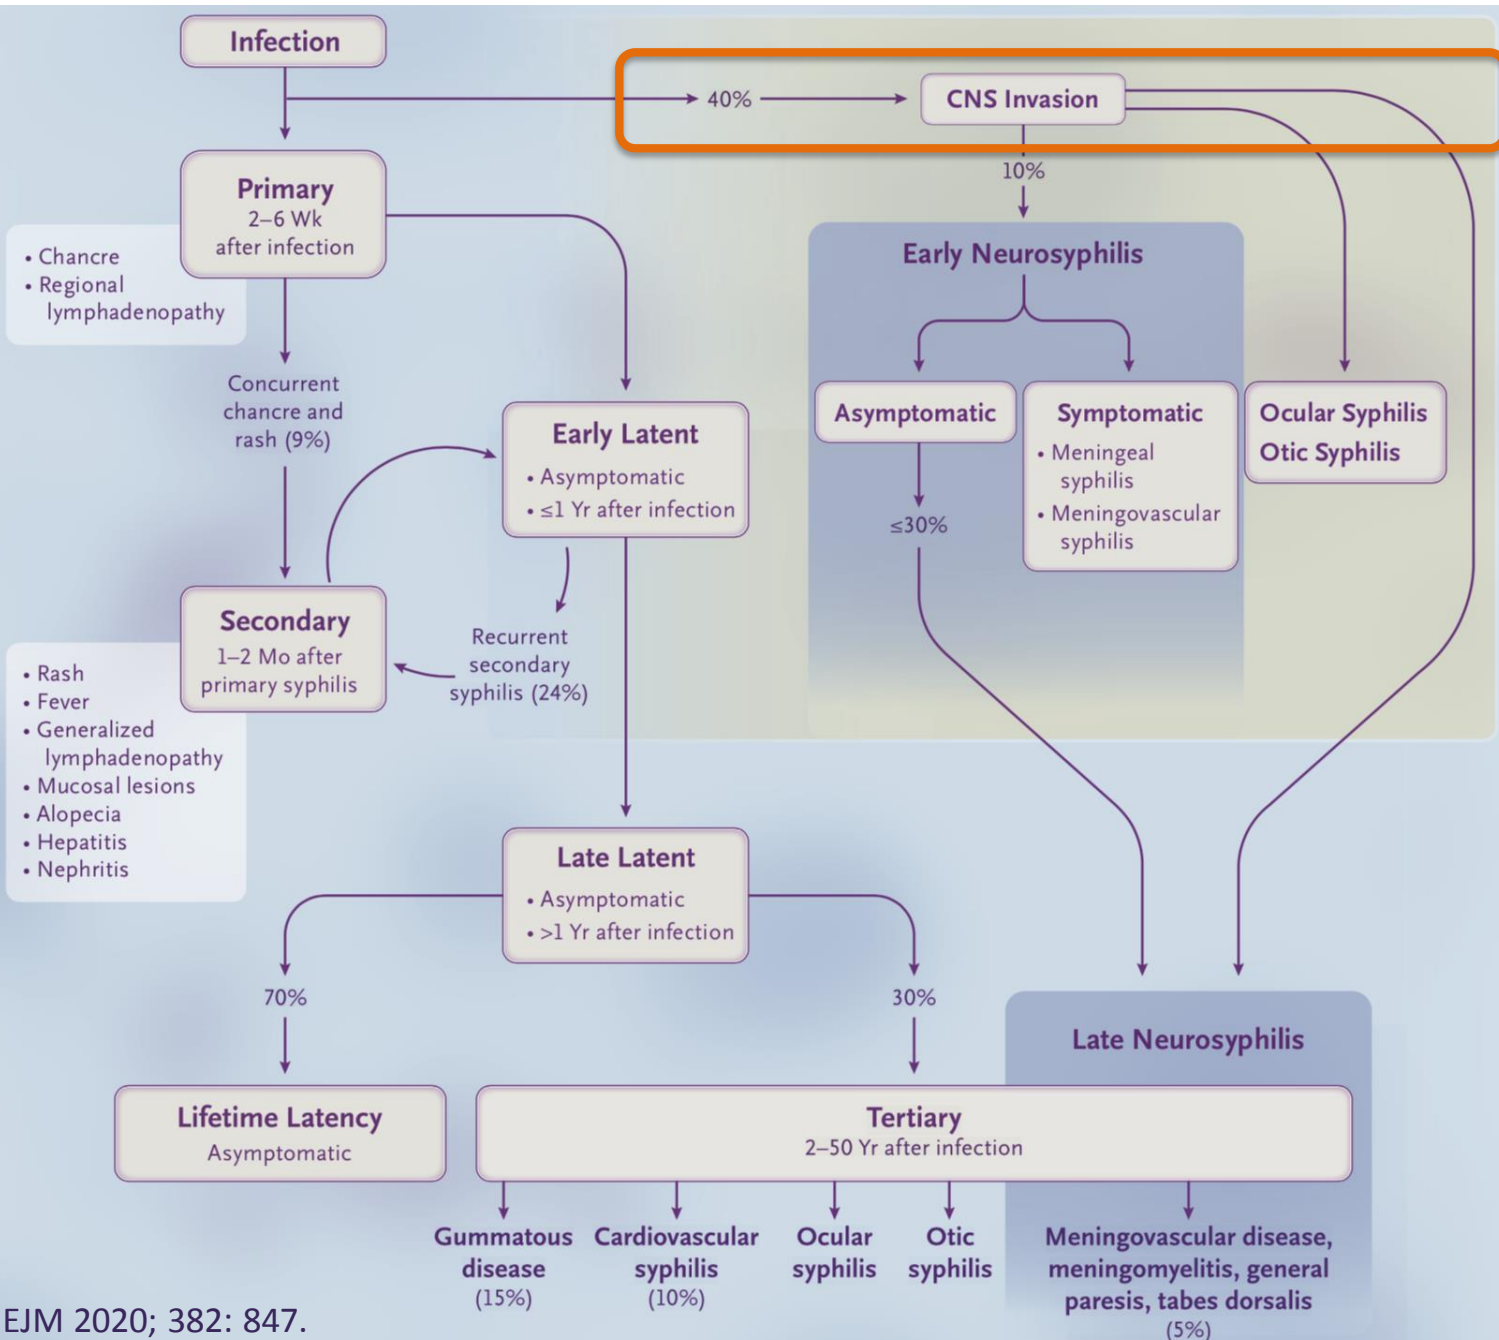 Infection
40%
CNS Invasion
10%
Primary
2–6 Wk
after infection
• Chancre
• Regional
lymphadenopathy
Concurrent
chancre and
rash (9%)
Early Latent
• Asymptomatic
• ≤1 Yr after infection
Early Neurosyphilis
Asymptomatic
≤30%
Symptomatic
• Meningeal
syphilis
• Meningovascular
syphilis
Ocular Syphilis
Otic Syphilis
Secondary
1–2 Mo after
primary syphilis
• Rash
• Fever
• Generalized
lymphadenopathy
• Mucosal lesions
• Alopecia
• Hepatitis
• Nephritis
Recurrent
secondary
syphilis (24%)
Late Latent
• Asymptomatic
• >1 Yr after infection
70%
30%
Late Neurosyphilis
Lifetime Latency
Asymptomatic
Tertiary
2–50 Yr after infection
Gummatous
disease
(15%)
Cardiovascular
syphilis
(10%)
Ocular
syphilis
Otic
syphilis
Meningovascular disease,
meningomyelitis, general
paresis, tabes dorsalis
(5%)
EJM 2020; 382: 847.